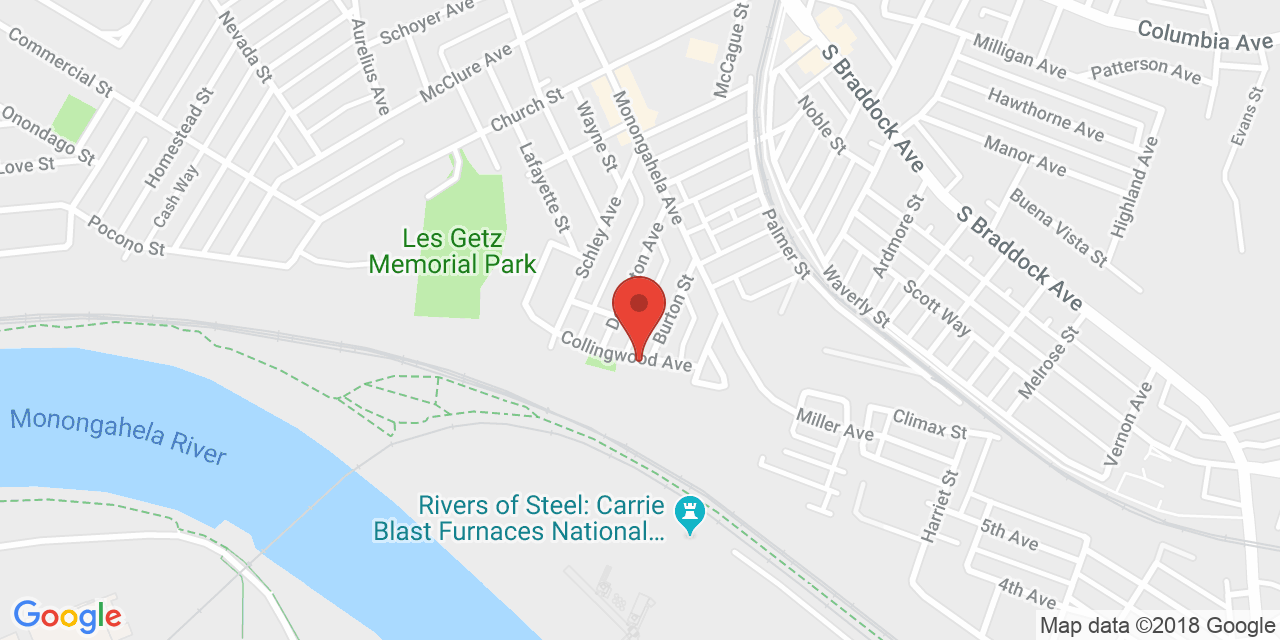 Commercial St
Nevada St
Aurelius Ave
Schoyer Ave
McCague St
S Braddock Ave
Columbia Ave
Milligan Ave
Patterson Ave
McClure Ave
Church St
Wayne St
Monongahela Ave
Noble St
Hawthorne Ave
Evans St
Onondago St
Homestead St
Love St
Cash Way
Lafayette St
Manor Ave
Highland Ave
Buena Vista St
Pocono St
Les Getz
Memorial Park
Schley Ave
Palmer St
Ardmore St
S Braddock Ave
Waverly St
Scott Way
Burton St
Collingwood Ave
Melrose St
Monongahela River
Miller Ave
Climax St
Vernon Ave
Rivers of Steel: Carrie
Blast Furnaces National...
Harriet St
5th Ave
4th Ave
Google
Map data ©2018 Google